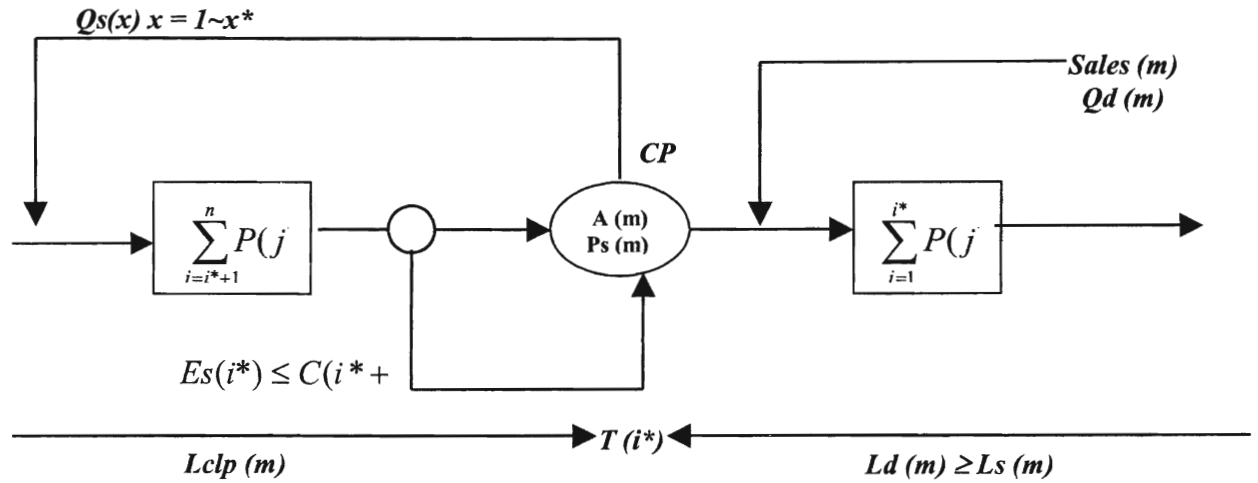 Qs(x) x = 1~x*
Sales (m)
Qd (m)
CP
A (m)
Ps (m)
n
∑ P(j
i=i*+1
i*
∑ P(j
i=1
Es(i*) ≤ C(i* +
T (i*)
Lclp (m)
Ld (m) ≥ Ls (m)